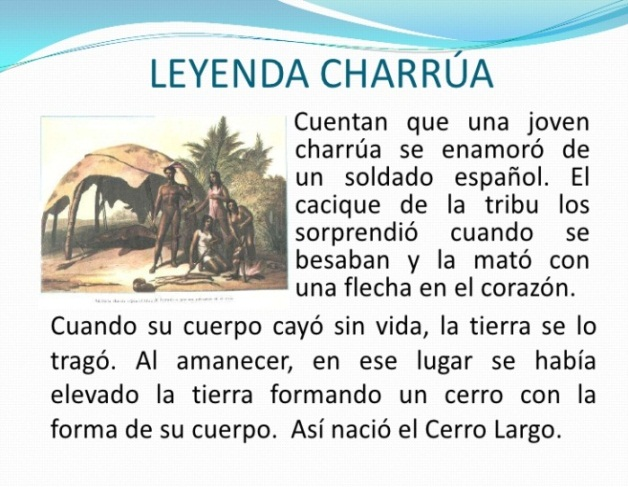 LEYENDA CHARRÚA
Cuentan que una joven
charrúa se enamoró de
un soldado español. El
cacique de la tribu los
sorprendió cuando se
besaban y la mató con
una flecha en el corazón.
Cuando su cuerpo cayó sin vida, la tierra se lo
tragó. Al amanecer, en ese lugar se había
elevado la tierra formando un cerro con la
forma de su cuerpo. Así nació el Cerro Largo.